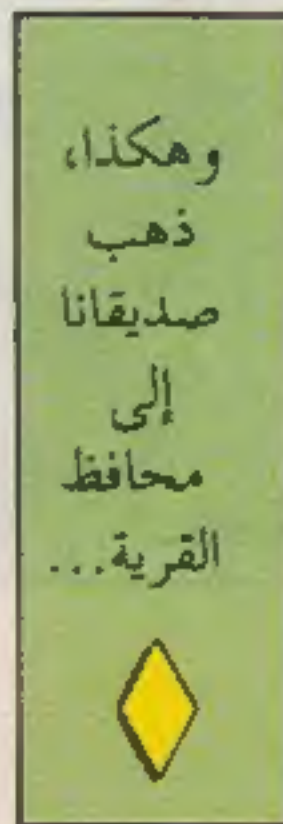 وهكذا،
ذهب
صديقانا
إلى
محافظ
القرية...